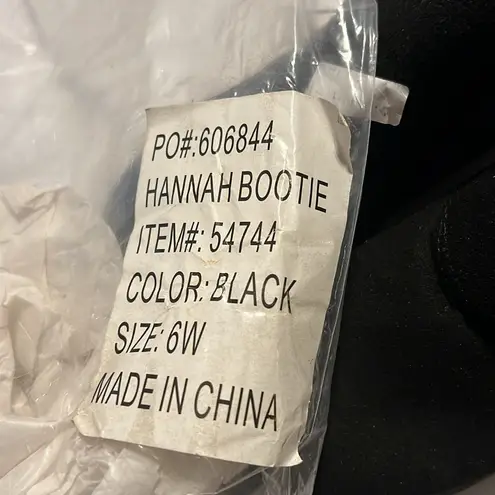 PO#:606844
HANNAH BOOTIE
ITEM#: 54744
COLOR: BLACK
SIZE: 6W
MADE IN CHINA